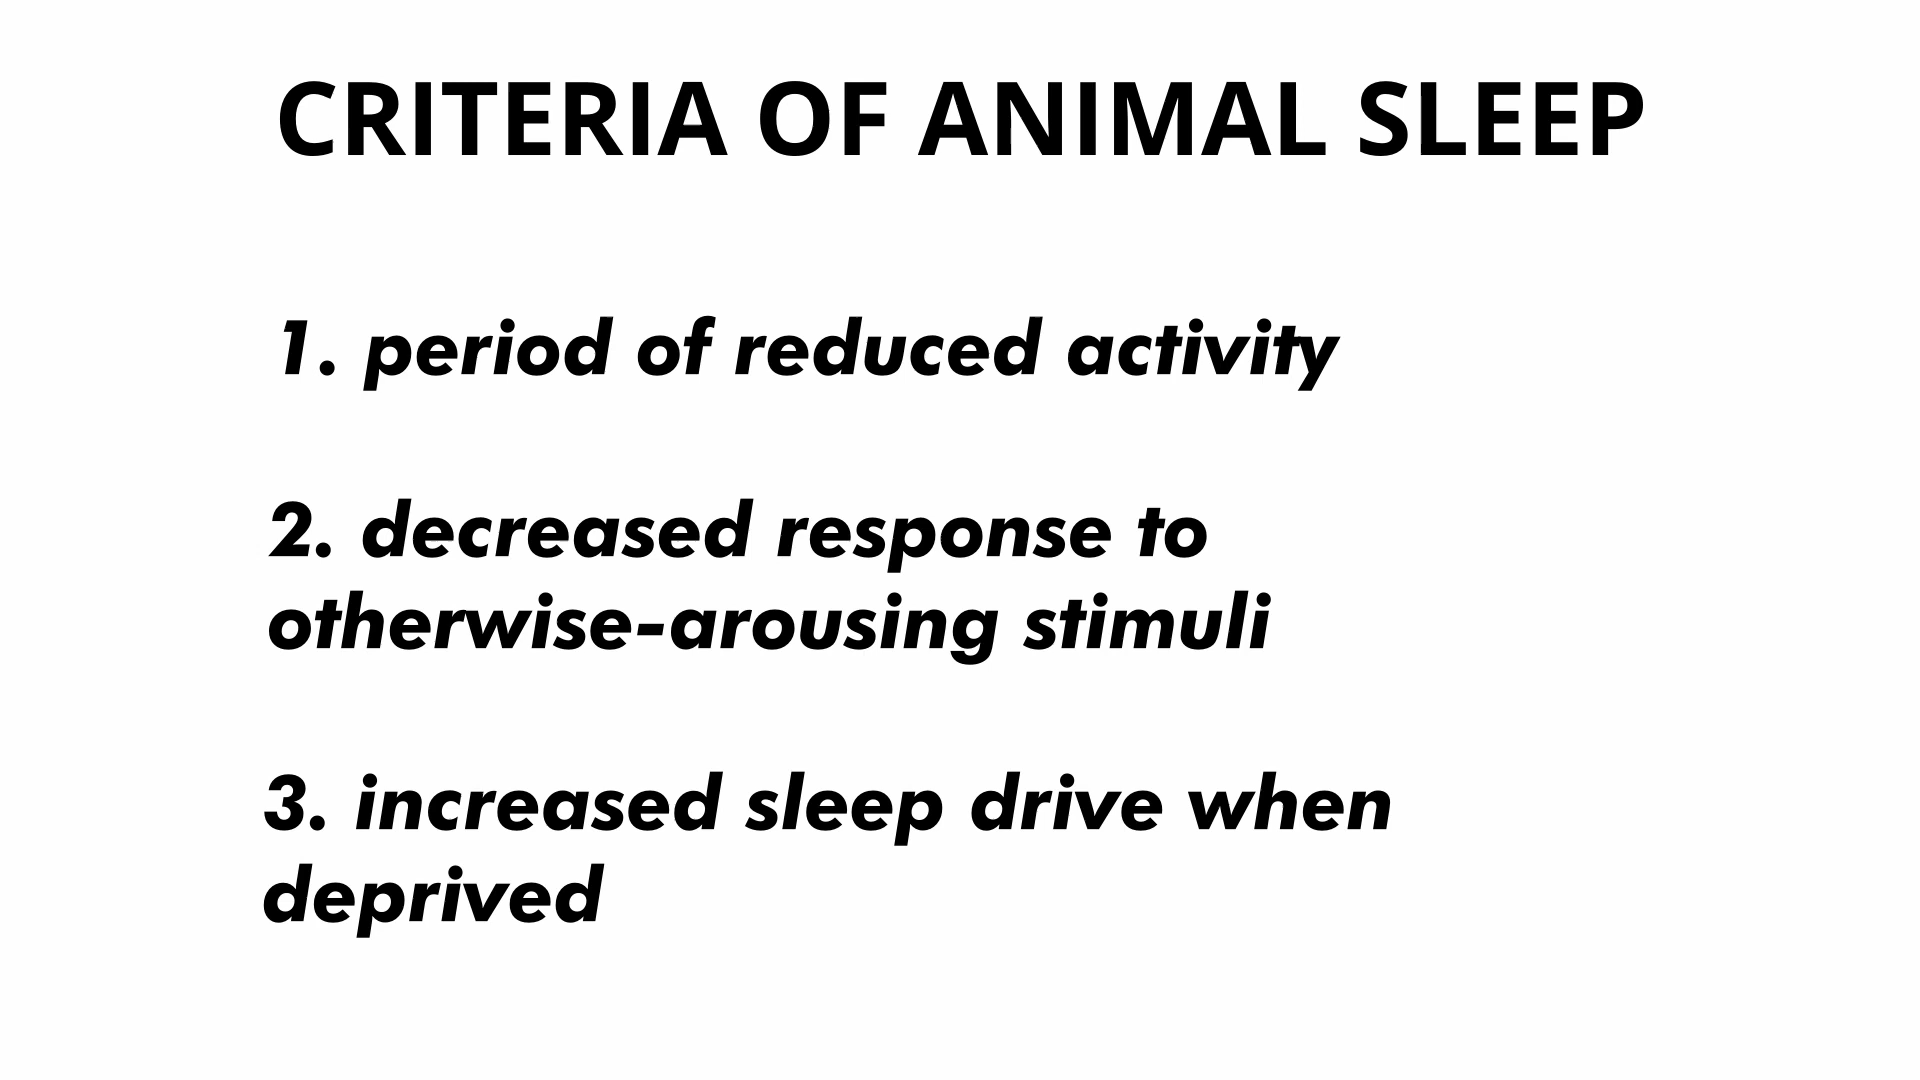 CRITERIA OF ANIMAL SLEEP
1. period of reduced activity
2. decreased response to
otherwise-arousing stimuli
3. increased sleep drive when
deprived